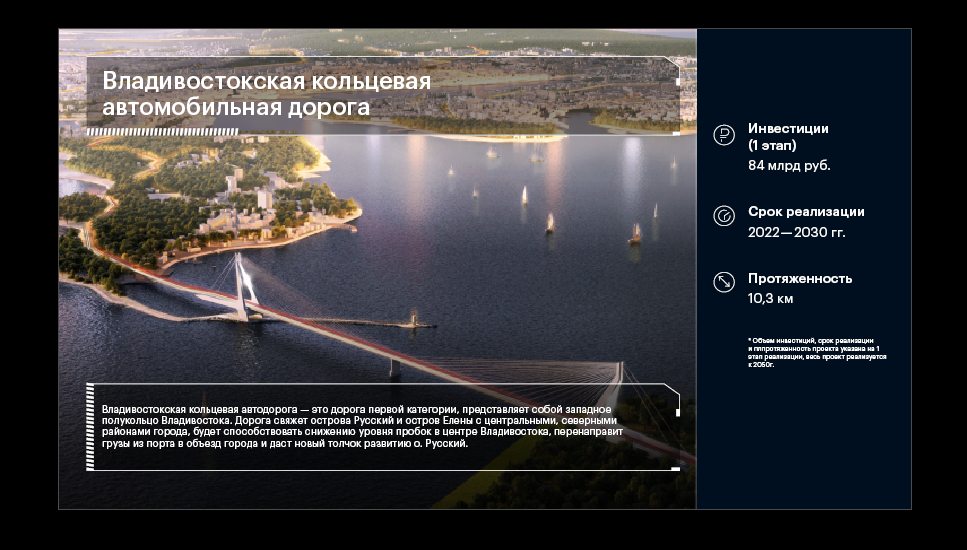 Владивостокская кольцевая
автомобильная дорога
Инвестиции
(1 этап)
84 млрд руб.
Срок реализации
2022—2030 гг.
Протяженность
10,3 км
* Объем инвестиций, срок реализации
и пппротяженность проекта указана на 1
этап реализации, весь проект реализуется
к 2050г.
Владивостокская кольцевая автодорога — это дорога первой категории, представляет собой западное
полукольцо Владивостока. Дорога свяжет острова Русский и остров Елены с центральными, северными
районами города, будет способствовать снижению уровня пробок в центре Владивостока, перенаправит
грузы из порта в объезд города и даст новый толчок развитию о. Русский.